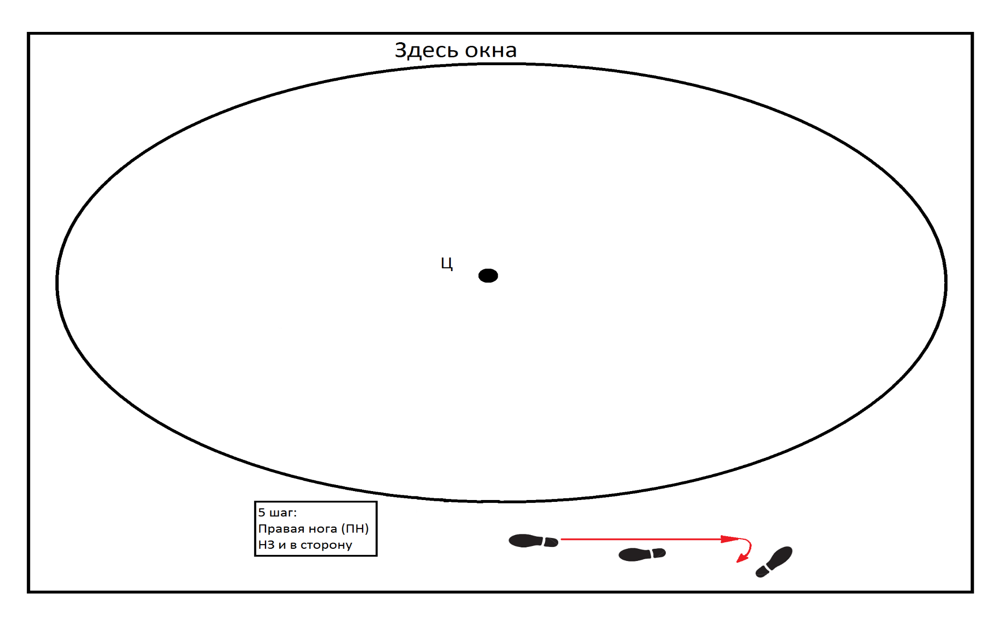 Здесь окна
Ц
5 шаг:
Правая нога (ПН)
НЗ и в сторону